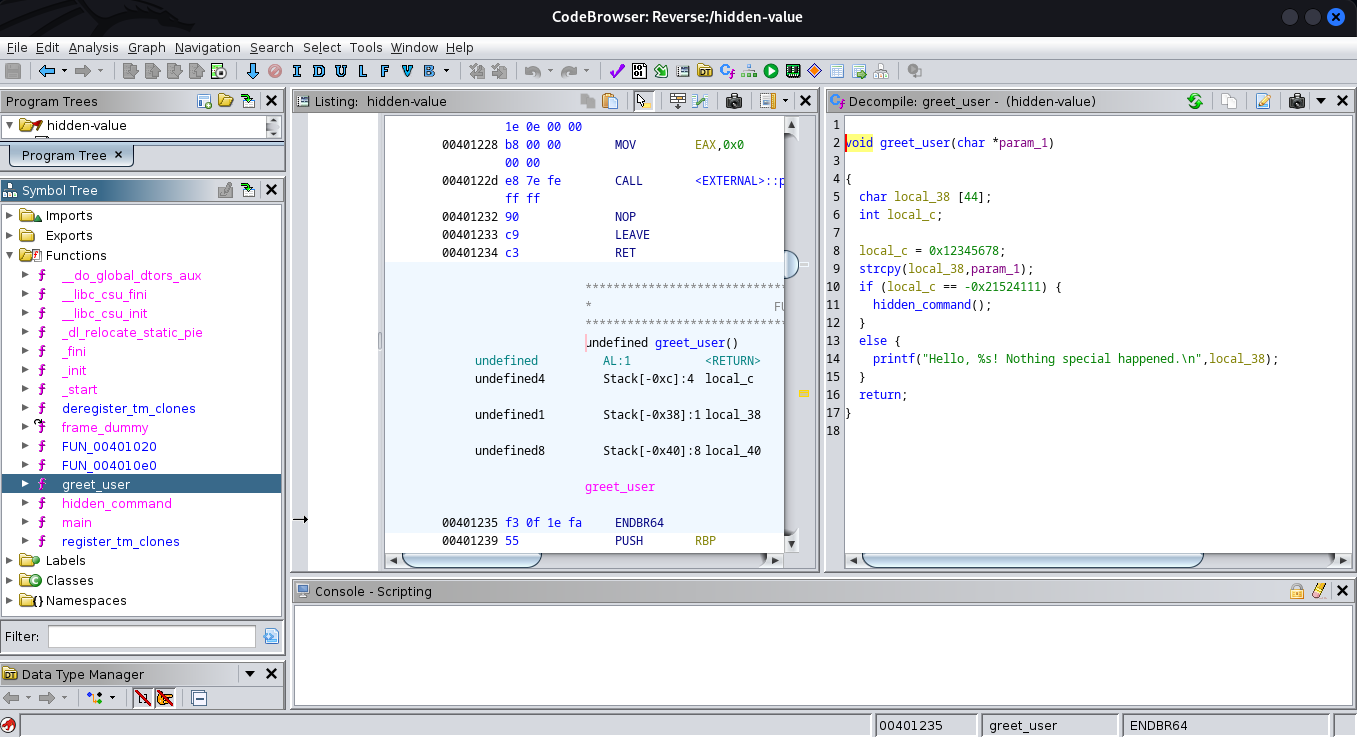 CodeBrowser: Reverse:/hidden-value
File Edit Analysis Graph Navigation Search Select Tools Window Help
I D U L F V B
Program Trees
hidden-value
Program Tree
Symbol Tree
Imports
Exports
Functions
f __do_global_dtors_aux
f __libc_csu_fini
f __libc_csu_init
f _dl_relocate_static_pie
f _fini
f _init
f _start
f deregister_tm_clones
f frame_dummy
f FUN_00401020
f FUN_004010e0
f greet_user
f hidden_command
f main
f register_tm_clones
Labels
Classes
Namespaces
Filter:
Data Type Manager
Listing: hidden-value
1e 0e 00 00
00401228 b8 00 00 MOV EAX,0x0
00 00
0040122d e8 7e fe CALL <EXTERNAL>::p
ff ff
00401232 90 NOP
00401233 c9 LEAVE
00401234 c3 RET
*****************************
* FU
*****************************
undefined greet_user()
undefined AL:1 <RETURN>
undefined4 Stack[-0xc]:4 local_c
undefined1 Stack[-0x38]:1 local_38
undefined8 Stack[-0x40]:8 local_40
greet_user
00401235 f3 0f 1e fa ENDBR64
00401239 55 PUSH RBP
Decompile: greet_user - (hidden-value)
1
2 void greet_user(char *param_1)
3
4 {
5 char local_38 [44];
6 int local_c;
7
8 local_c = 0x12345678;
9 strcpy(local_38,param_1);
10 if (local_c == -0x21524111) {
11 hidden_command();
12 }
13 else {
14 printf("Hello, %s! Nothing special happened.\n",local_38);
15 }
16 return;
17 }
18
Console - Scripting
00401235 greet_user ENDBR64